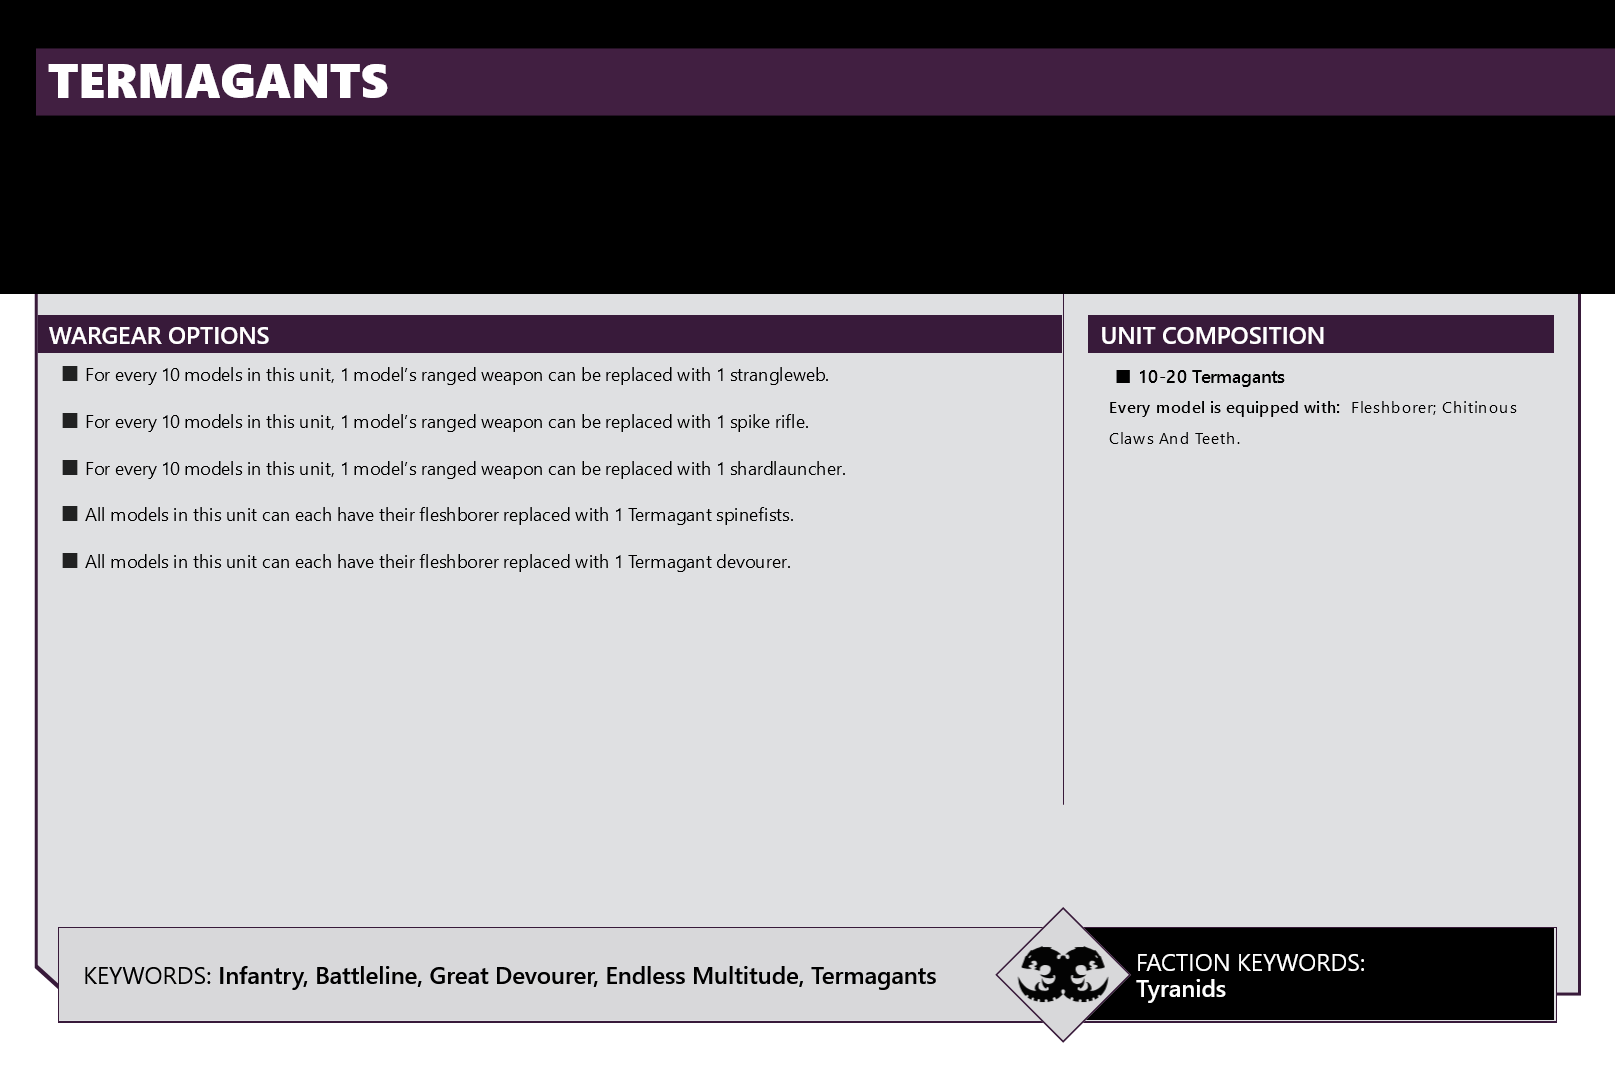 TERMAGANTS
WARGEAR OPTIONS
■ For every 10 models in this unit, 1 model’s ranged weapon can be replaced with 1 strangleweb.
■ For every 10 models in this unit, 1 model’s ranged weapon can be replaced with 1 spike rifle.
■ For every 10 models in this unit, 1 model’s ranged weapon can be replaced with 1 shardlauncher.
■ All models in this unit can each have their fleshborer replaced with 1 Termagant spinefists.
■ All models in this unit can each have their fleshborer replaced with 1 Termagant devourer.
UNIT COMPOSITION
■ 10-20 Termagants
Every model is equipped with: Fleshborer; Chitinous
Claws And Teeth.
KEYWORDS: Infantry, Battleline, Great Devourer, Endless Multitude, Termagants
FACTION KEYWORDS:
Tyranids